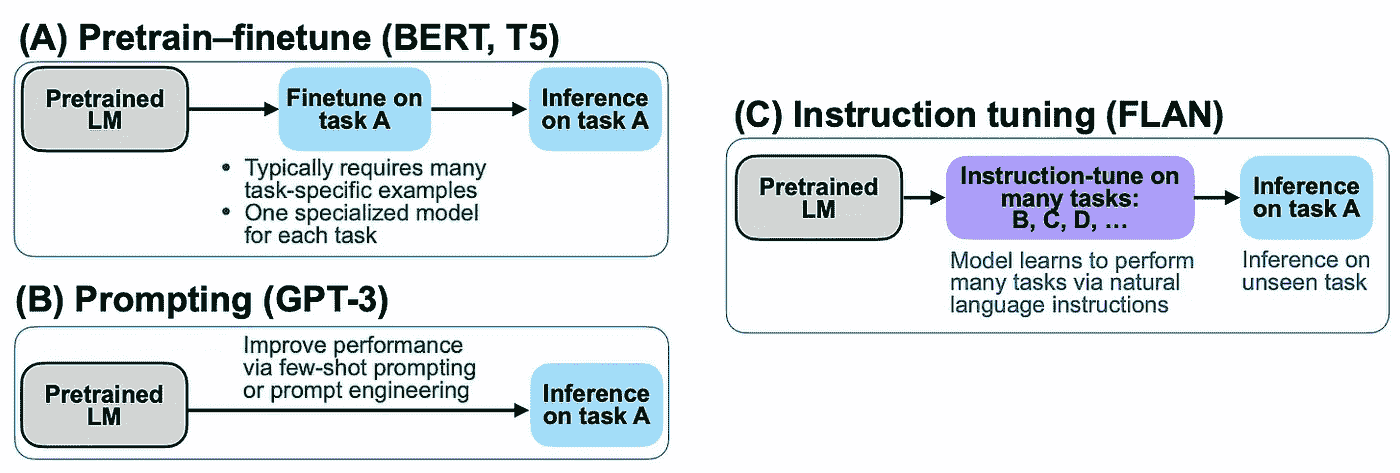 (A) Pretrain–finetune (BERT, T5)
Pretrained
LM
Finetune on
task A
Inference
on task A
• Typically requires many
task-specific examples
• One specialized model
for each task
(B) Prompting (GPT-3)
Pretrained
LM
Improve performance
via few-shot prompting
or prompt engineering
Inference
on task A
(C) Instruction tuning (FLAN)
Pretrained
LM
Instruction-tune on
many tasks:
B, C, D, …
Inference
on task A
Model learns to perform
many tasks via natural
language instructions
Inference on
unseen task